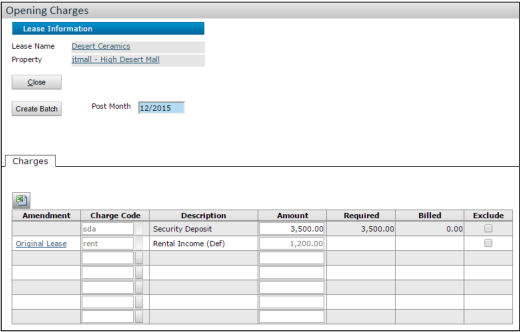 Opening Charges
Lease Information
Lease Name Desert Ceramics
Property jtmall - High Desert Mall
Close
Create Batch Post Month 12/2015
Charges
Amendment Charge Code Description Amount Required Billed Exclude
sda Security Deposit 3,500.00 3,500.00 0.00
Original Lease rent Rental Income (Def) 1,200.00